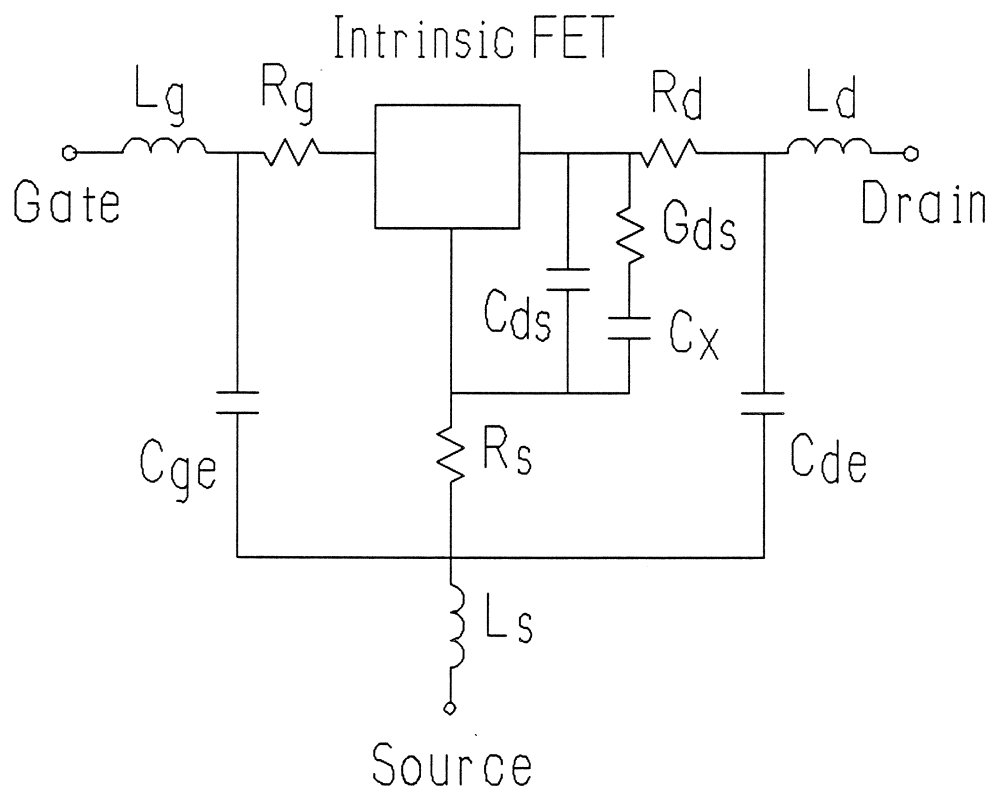 Intrinsic FET
Lg
Rg
Rd
Ld
Gate
Drain
Gds
Cds
Cx
Cge
Rs
Cde
Ls
Source